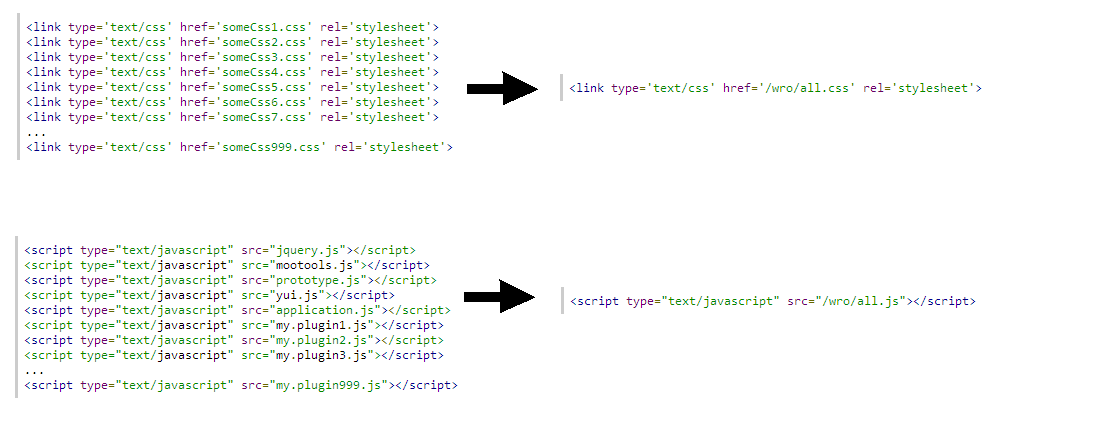 <link type='text/css' href='someCss1.css' rel='stylesheet'>
<link type='text/css' href='someCss2.css' rel='stylesheet'>
<link type='text/css' href='someCss3.css' rel='stylesheet'>
<link type='text/css' href='someCss4.css' rel='stylesheet'>
<link type='text/css' href='someCss5.css' rel='stylesheet'>
<link type='text/css' href='someCss6.css' rel='stylesheet'>
<link type='text/css' href='someCss7.css' rel='stylesheet'>
...
<link type='text/css' href='someCss999.css' rel='stylesheet'>
<link type='text/css' href='/wro/all.css' rel='stylesheet'>
<script type="text/javascript" src="jquery.js"></script>
<script type="text/javascript" src="mootools.js"></script>
<script type="text/javascript" src="prototype.js"></script>
<script type="text/javascript" src="yui.js"></script>
<script type="text/javascript" src="application.js"></script>
<script type="text/javascript" src="my.plugin1.js"></script>
<script type="text/javascript" src="my.plugin2.js"></script>
<script type="text/javascript" src="my.plugin3.js"></script>
...
<script type="text/javascript" src="my.plugin999.js"></script>
<script type="text/javascript" src="/wro/all.js"></script>